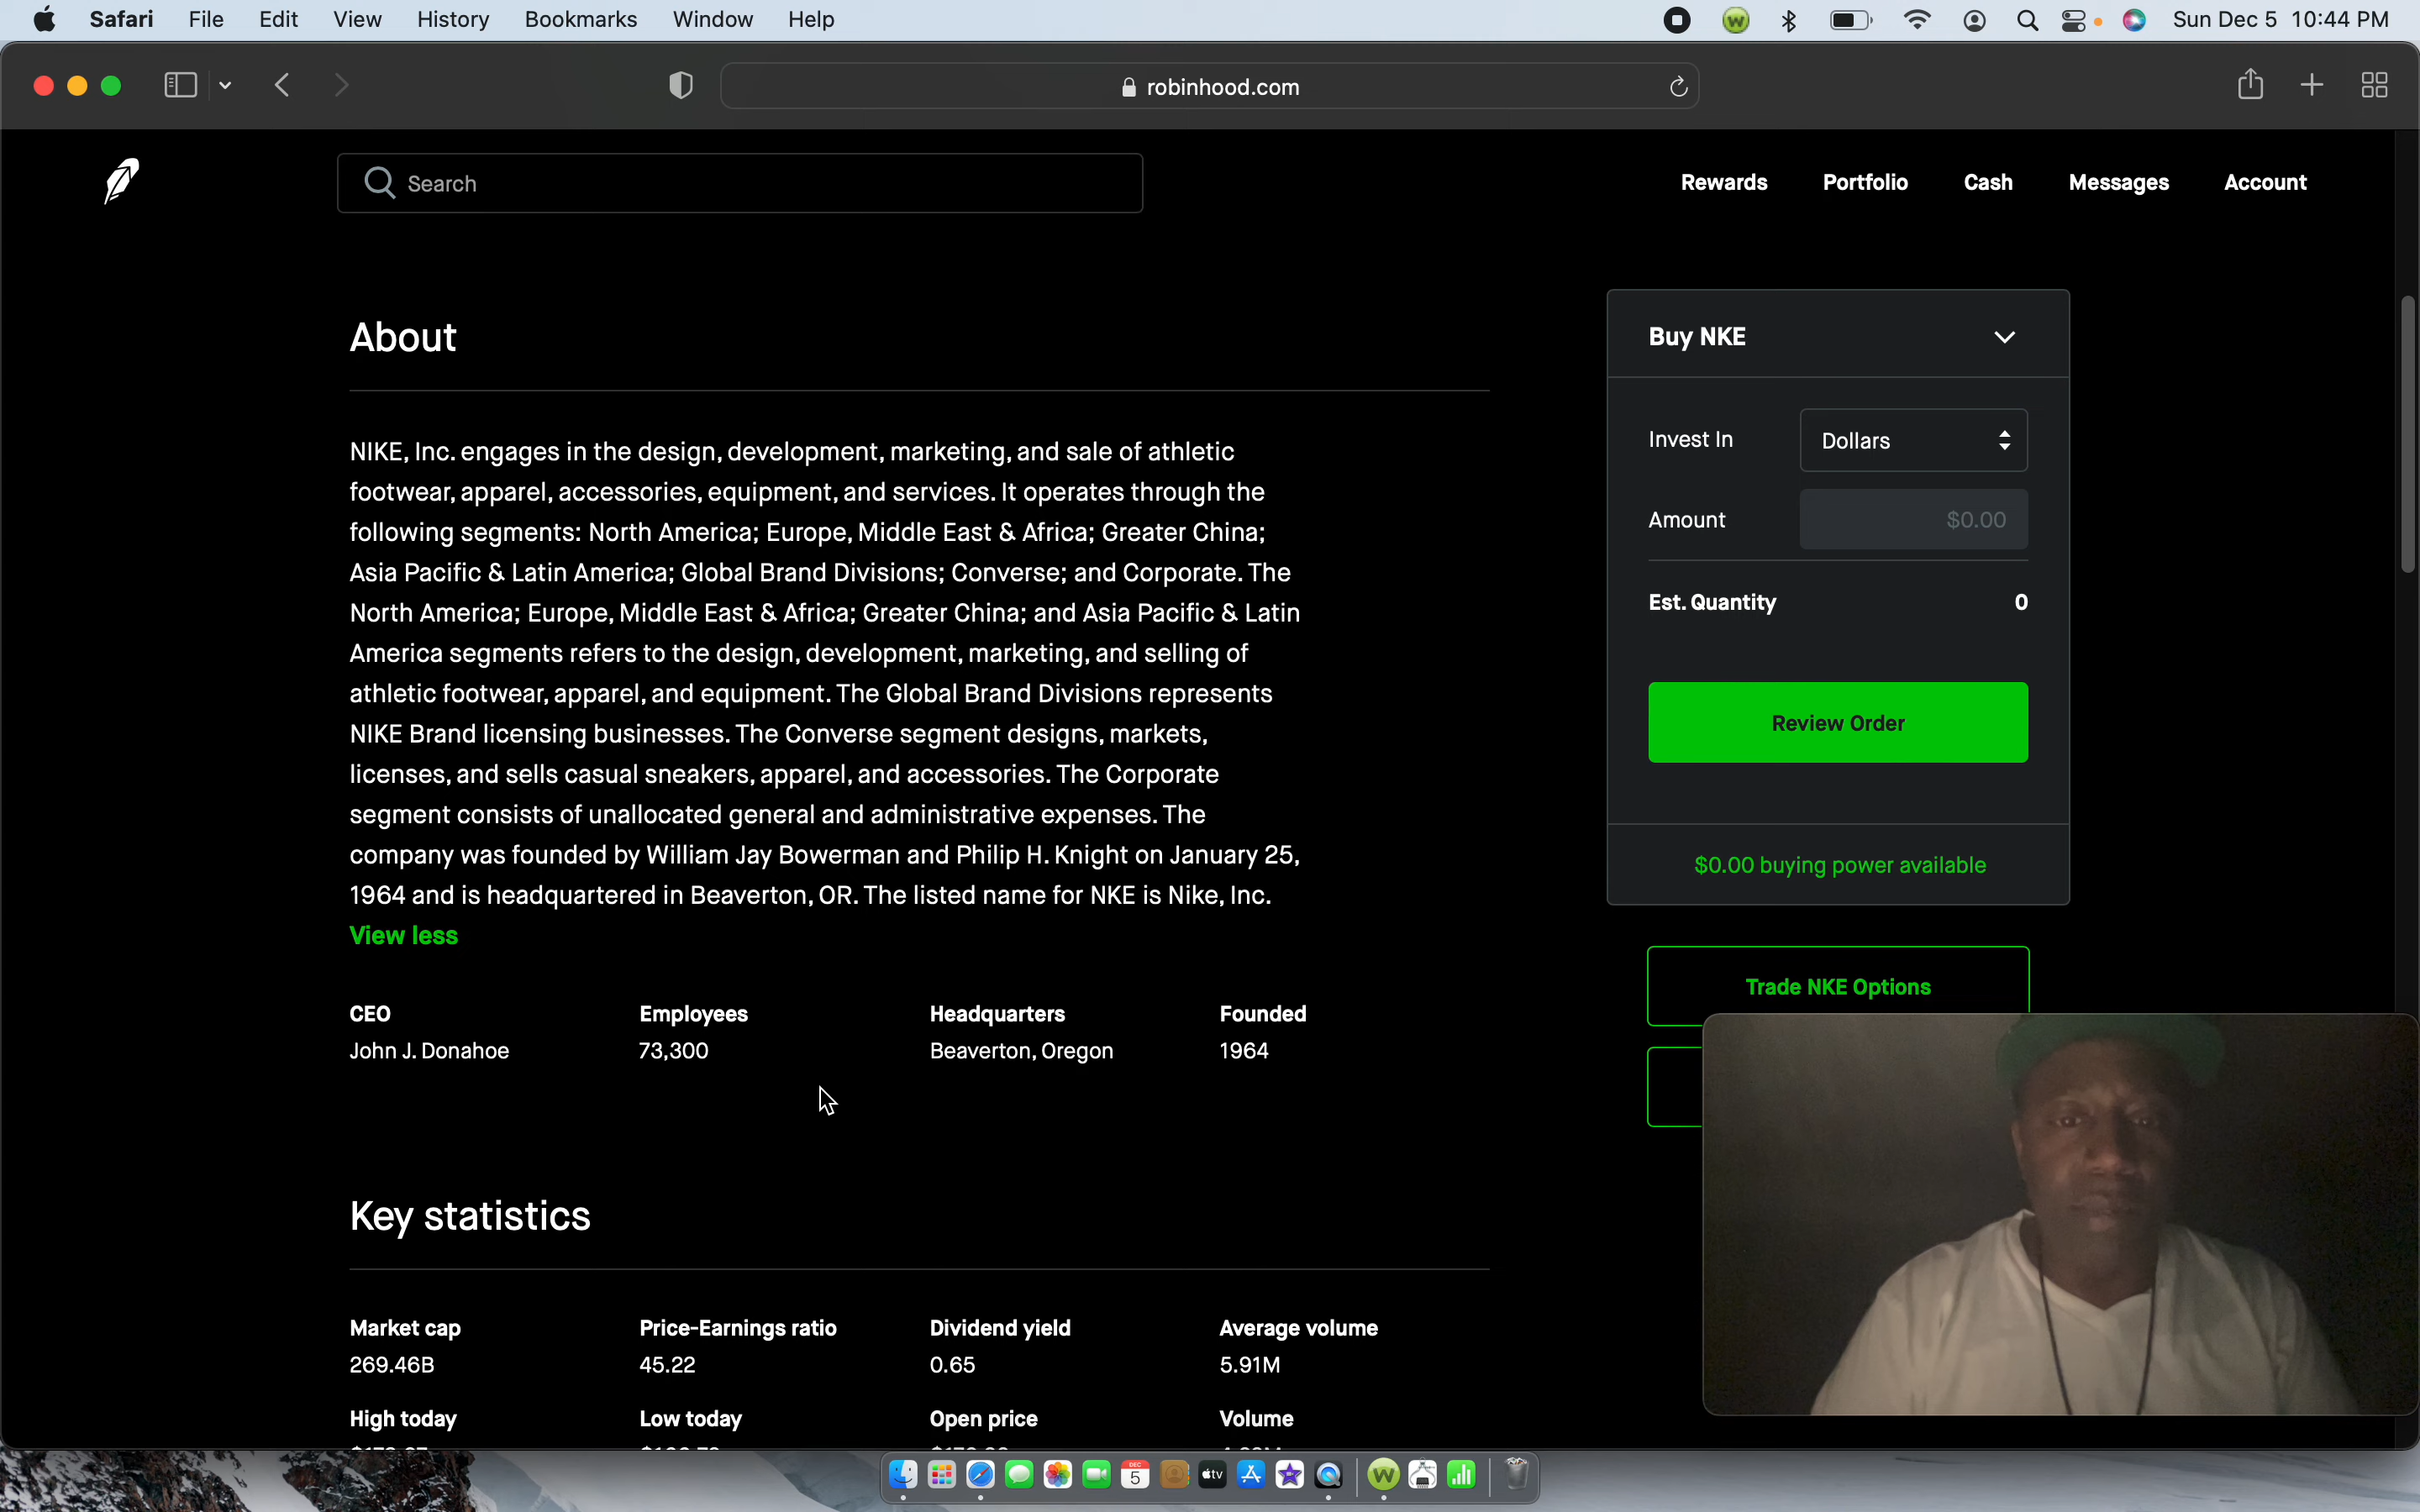 Safari File Edit View History Bookmarks Window Help Sun Dec 5 10:44 PM
robinhood.com
Search Rewards Portfolio Cash Messages Account
About
NIKE, Inc. engages in the design, development, marketing, and sale of athletic
footwear, apparel, accessories, equipment, and services. It operates through the
following segments: North America; Europe, Middle East & Africa; Greater China;
Asia Pacific & Latin America; Global Brand Divisions; Converse; and Corporate. The
North America; Europe, Middle East & Africa; Greater China; and Asia Pacific & Latin
America segments refers to the design, development, marketing, and selling of
athletic footwear, apparel, and equipment. The Global Brand Divisions represents
NIKE Brand licensing businesses. The Converse segment designs, markets,
licenses, and sells casual sneakers, apparel, and accessories. The Corporate
segment consists of unallocated general and administrative expenses. The
company was founded by William Jay Bowerman and Philip H. Knight on January 25,
1964 and is headquartered in Beaverton, OR. The listed name for NKE is Nike, Inc.
View less
CEO Employees Headquarters Founded
John J. Donahoe 73,300 Beaverton, Oregon 1964
Key statistics
Market cap Price-Earnings ratio Dividend yield Average volume
269.46B 45.22 0.65 5.91M
High today Low today Open price Volume
Buy NKE
Invest In Dollars
Amount $0.00
Est. Quantity 0
Review Order
$0.00 buying power available
Trade NKE Options
DEC
5
tv